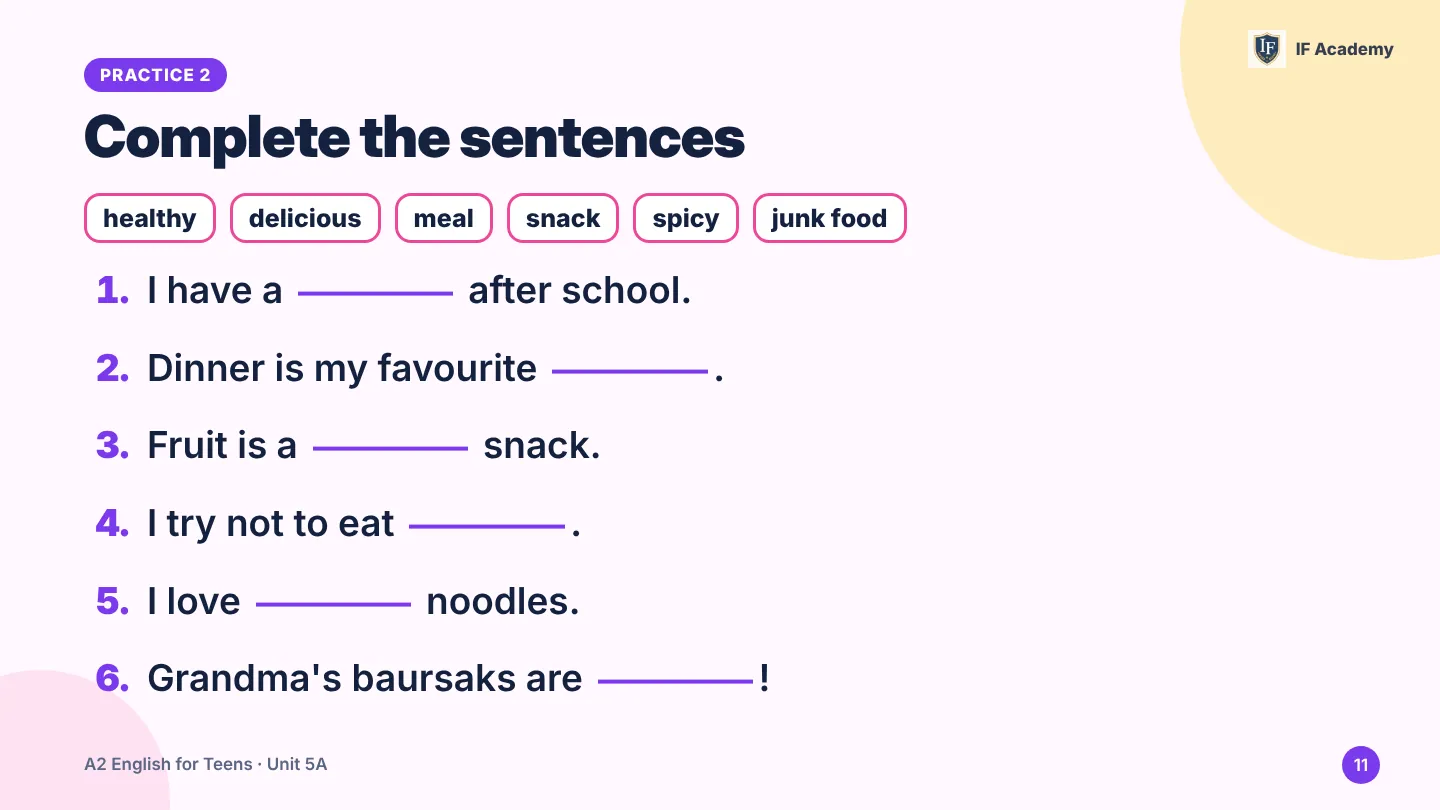 IF
IF Academy
PRACTICE 2
Complete the sentences
healthy delicious meal snack spicy junk food
1. I have a ________ after school.
2. Dinner is my favourite ________.
3. Fruit is a ________ snack.
4. I try not to eat ________.
5. I love ________ noodles.
6. Grandma's baursaks are ________!
A2 English for Teens · Unit 5A
11